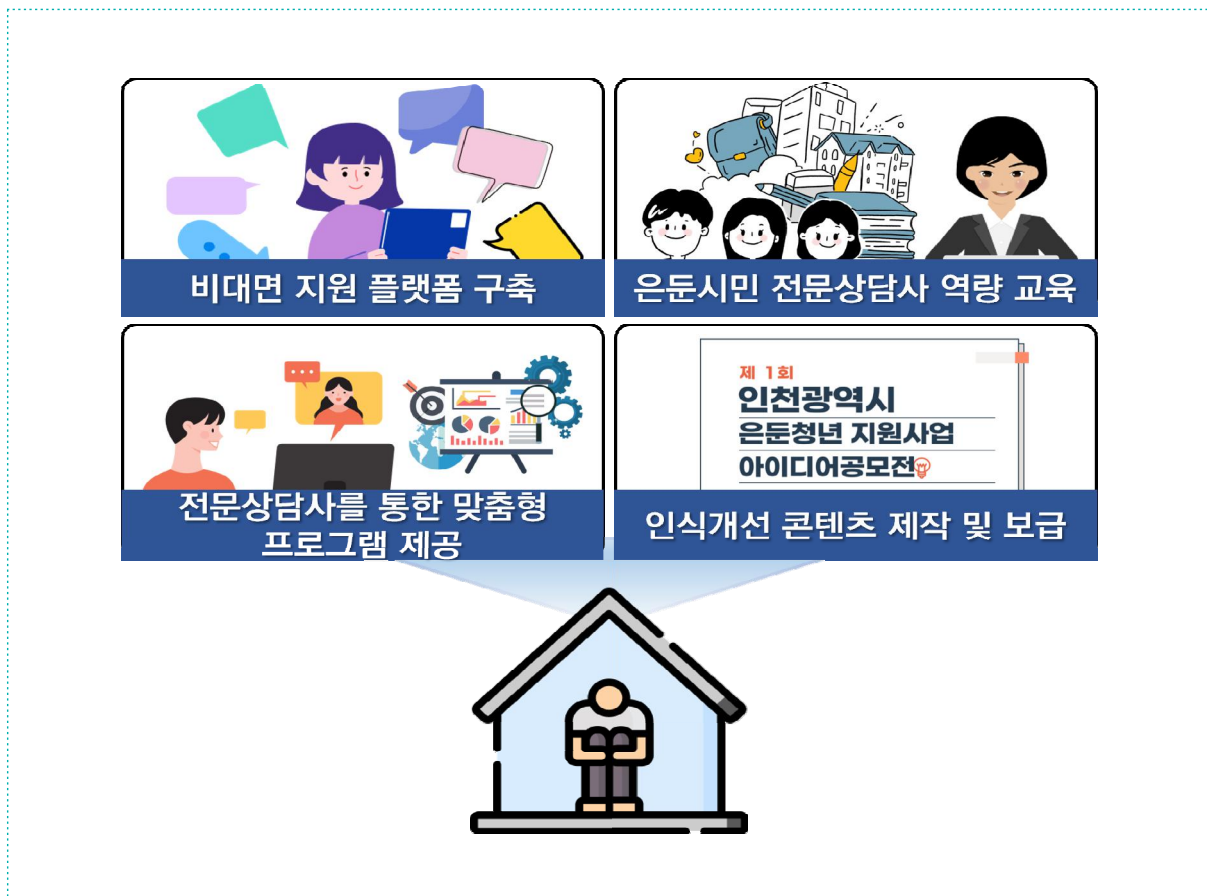 비대면 지원 플랫폼 구축
은둔시민 전문상담사 역량 교육
전문상담사를 통한 맞춤형
프로그램 제공
제 1회
인천광역시
은둔청년 지원사업
아이디어공모전
인식개선 콘텐츠 제작 및 보급